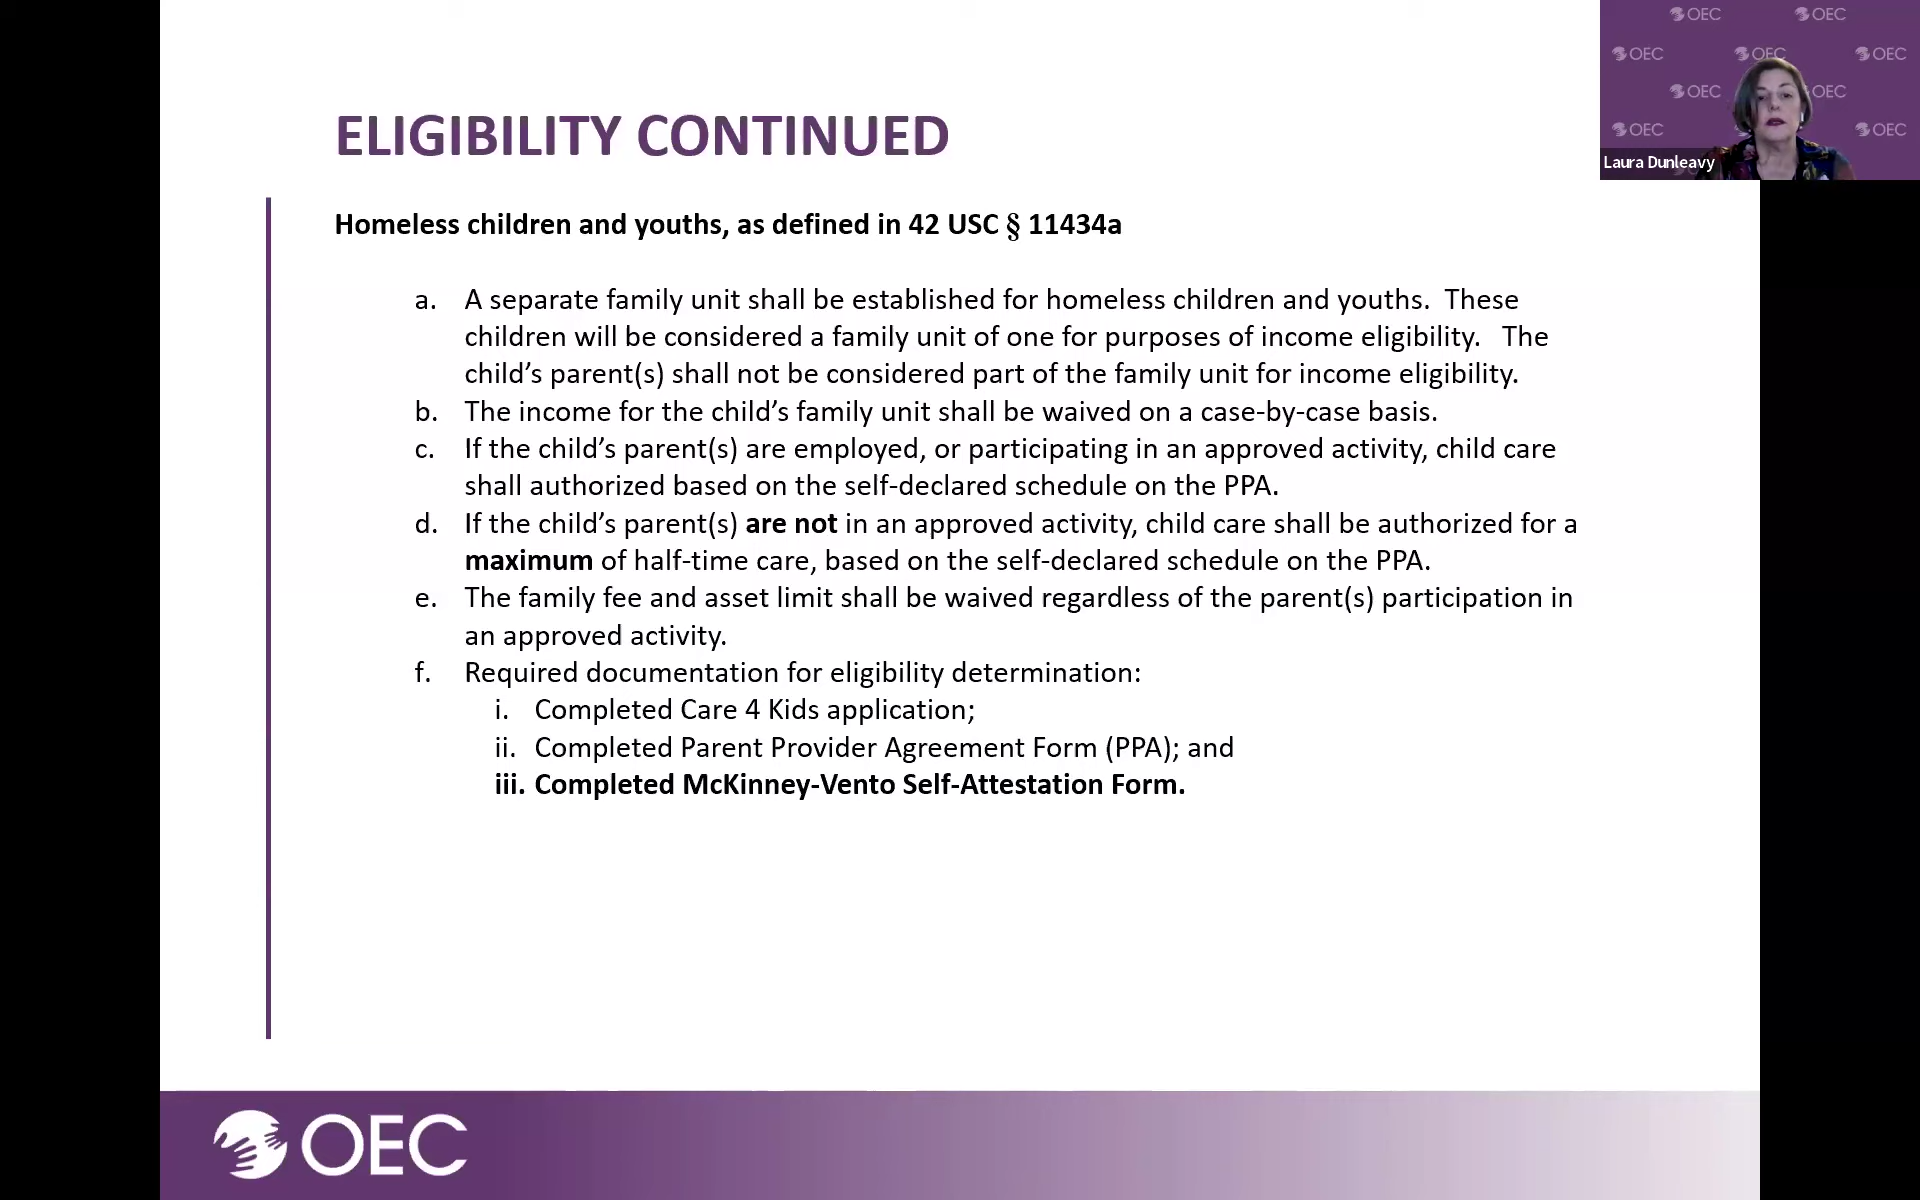 ELIGIBILITY CONTINUED
Homeless children and youths, as defined in 42 USC § 11434a
a. A separate family unit shall be established for homeless children and youths. These
children will be considered a family unit of one for purposes of income eligibility. The
child's parent(s) shall not be considered part of the family unit for income eligibility.
b. The income for the child's family unit shall be waived on a case-by-case basis.
c. If the child's parent(s) are employed, or participating in an approved activity, child care
shall authorized based on the self-declared schedule on the PPA.
d. If the child's parent(s) are not in an approved activity, child care shall be authorized for a
maximum of half-time care, based on the self-declared schedule on the PPA.
e. The family fee and asset limit shall be waived regardless of the parent(s) participation in
an approved activity.
f. Required documentation for eligibility determination:
i. Completed Care 4 Kids application;
ii. Completed Parent Provider Agreement Form (PPA); and
iii. Completed McKinney-Vento Self-Attestation Form.
OEC
OEC OEC
OEC OEC OEC
OEC OEC
OEC OEC
Laura Dunleavy